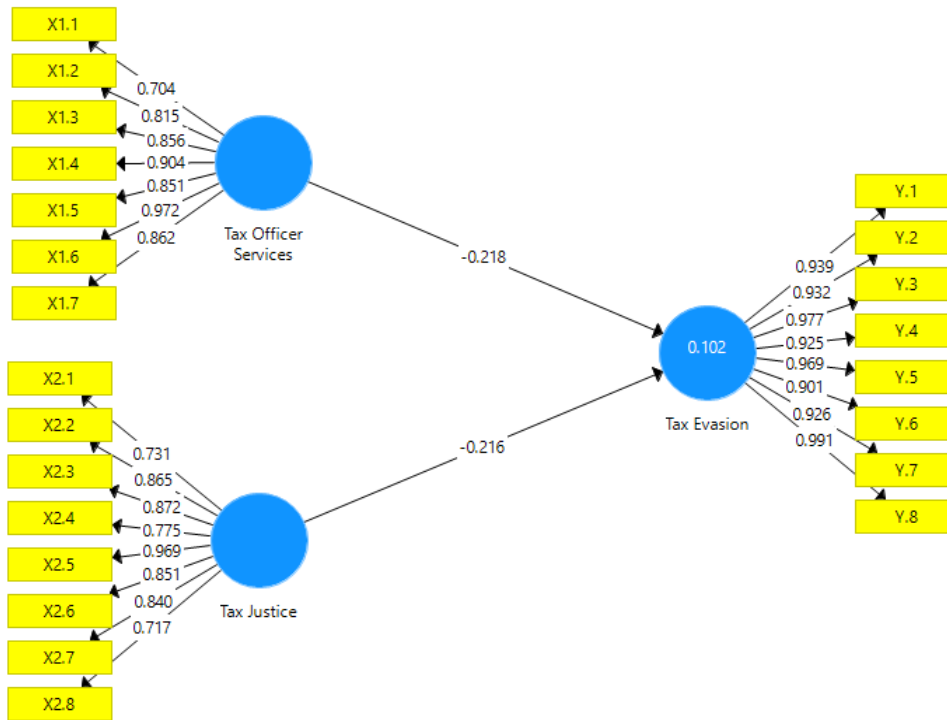 X1.1
X1.2
X1.3
X1.4
X1.5
X1.6
X1.7
0.704
0.815
0.856
0.904
0.851
0.972
0.862
Tax Officer
Services
-0.218
X2.1
X2.2
X2.3
X2.4
X2.5
X2.6
X2.7
X2.8
0.731
0.865
0.872
0.775
0.969
0.851
0.840
0.717
Tax Justice
-0.216
0.102
Tax Evasion
0.939
0.932
0.977
0.925
0.969
0.901
0.926
0.991
Y.1
Y.2
Y.3
Y.4
Y.5
Y.6
Y.7
Y.8